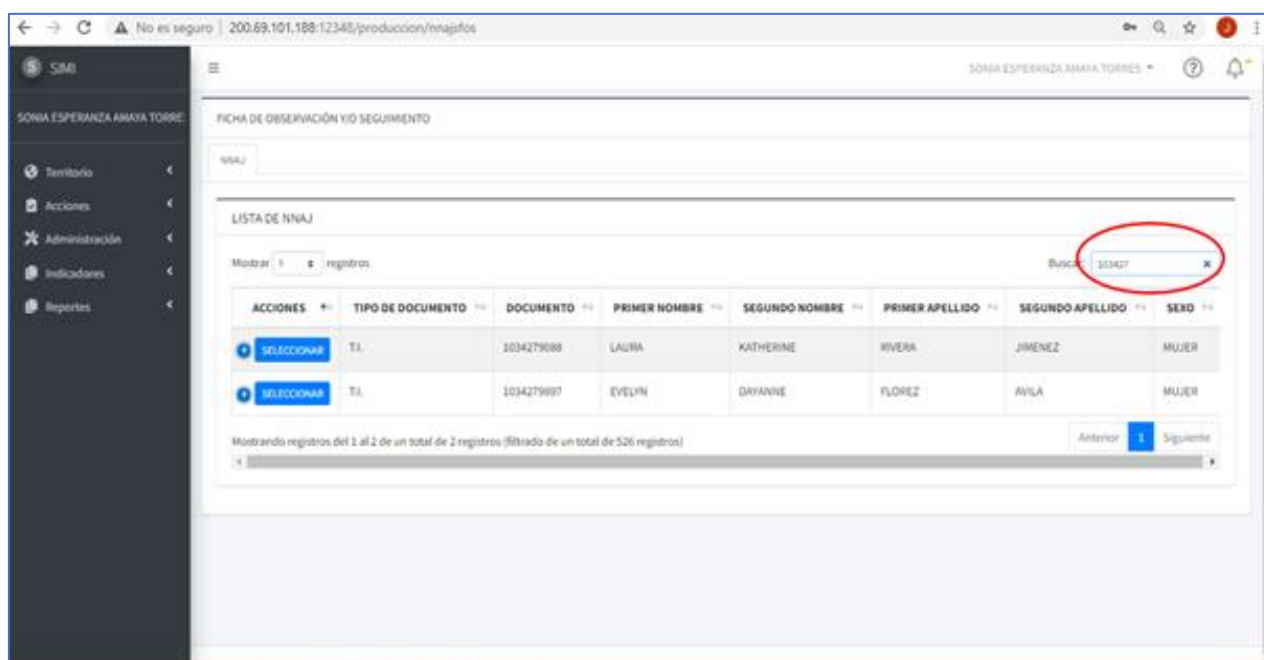 No es seguro | 200.69.101.188:12348/produccion/nnajsfos
SIMI
SONIA ESPERANZA AMAYA TORRES
SONIA ESPERANZA AMAYA TORRE
FICHA DE OBSERVACIÓN Y/O SEGUIMIENTO
NNAJ
Territorio
Acciones
Administración
Indicadores
Reportes
LISTA DE NNAJ
Mostrar registros
Buscar: 103427
ACCIONES TIPO DE DOCUMENTO DOCUMENTO PRIMER NOMBRE SEGUNDO NOMBRE PRIMER APELLIDO SEGUNDO APELLIDO SEXO
SELECCIONAR T.I. 1034279088 LAURA KATHERINE RIVERA JIMENEZ MUJER
SELECCIONAR T.I. 1034279897 EVELYN DAYANNE FLOREZ AVILA MUJER
Mostrando registros del 1 al 2 de un total de 2 registros (filtrado de un total de 526 registros)
Anterior 1 Siguiente